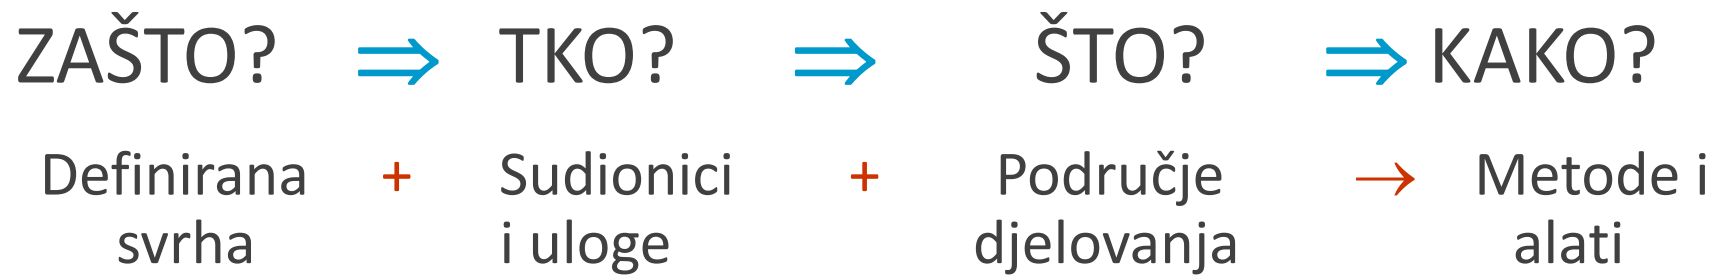 ZAŠTO? ⇒ TKO? ⇒ ŠTO? ⇒ KAKO?
Definirana + Sudionici + Područje → Metode i
svrha i uloge djelovanja alati